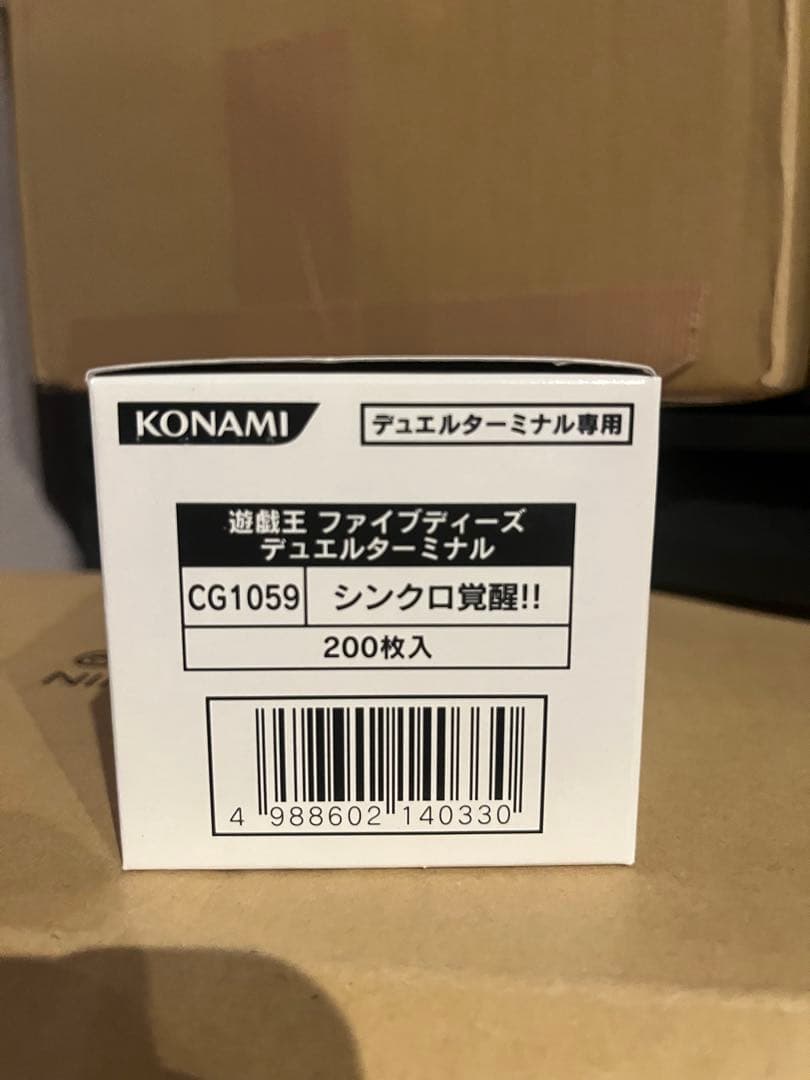 KONAMI
デュエルターミナル専用
遊戯王 ファイブディーズ
デュエルターミナル
CG1059
シンクロ覚醒!!
200枚入
4 988602 140330